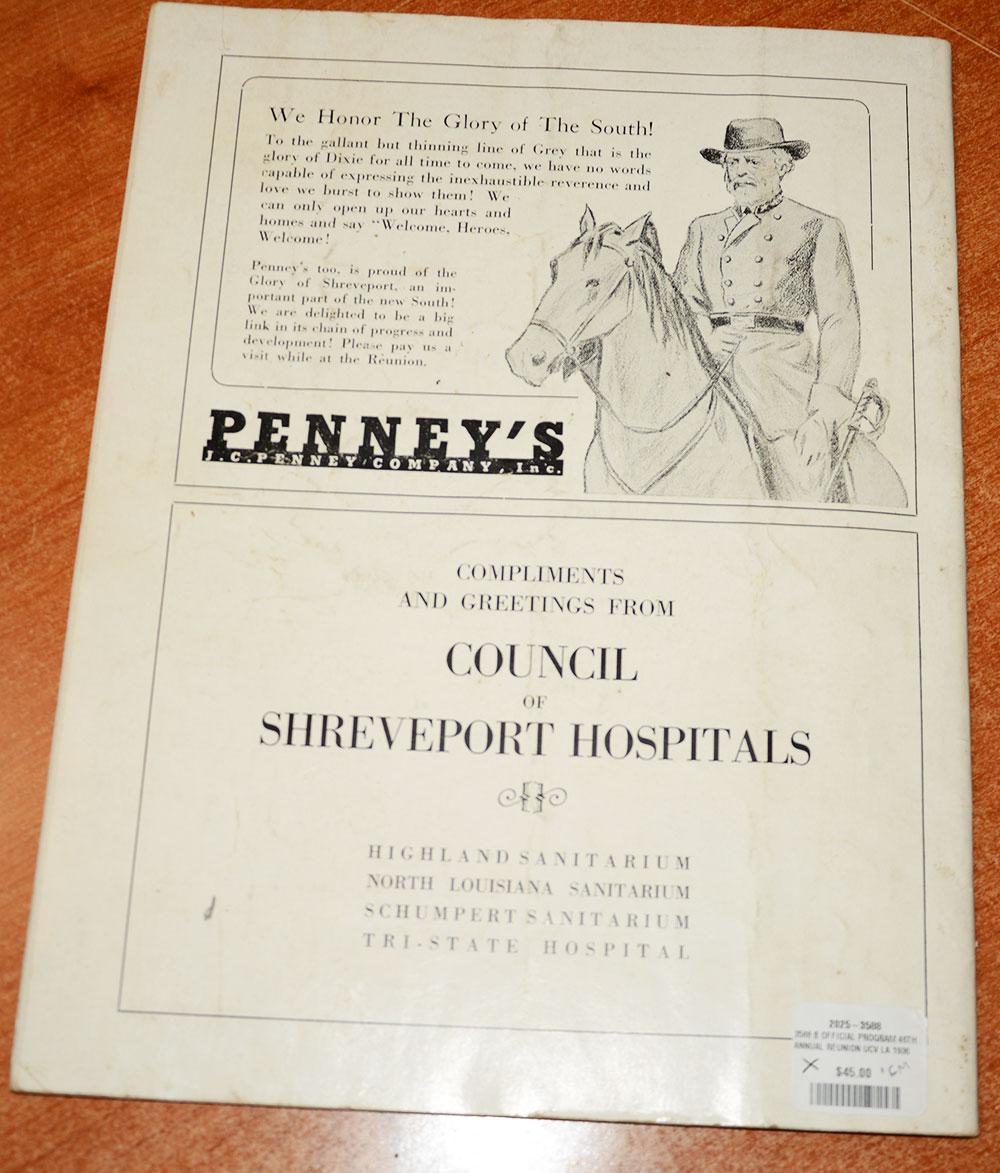 We Honor The Glory of The South!
To the gallant but thinning line of Grey that is the
glory of Dixie for all time to come, we have no words
capable of expressing the inexhaustible reverence and
love we burst to show them! We
can only open up our hearts and
homes and say "Welcome, Heroes,
Welcome!
Penney's too, is proud of the
Glory of Shreveport, an im-
portant part of the new South!
We are delighted to be a big
link in its chain of progress and
development! Please pay us a
visit while at the Reunion.
PENNEY'S
J.C. PENNEY COMPANY, Inc.
COMPLIMENTS
AND GREETINGS FROM
COUNCIL
OF
SHREVEPORT HOSPITALS
HIGHLAND SANITARIUM
NORTH LOUISIANA SANITARIUM
SCHUMPERT SANITARIUM
TRI-STATE HOSPITAL
2025-3588
OFFICIAL PROGRAM 46TH
ANNUAL REUNION UCV LA 1936
X $45.00